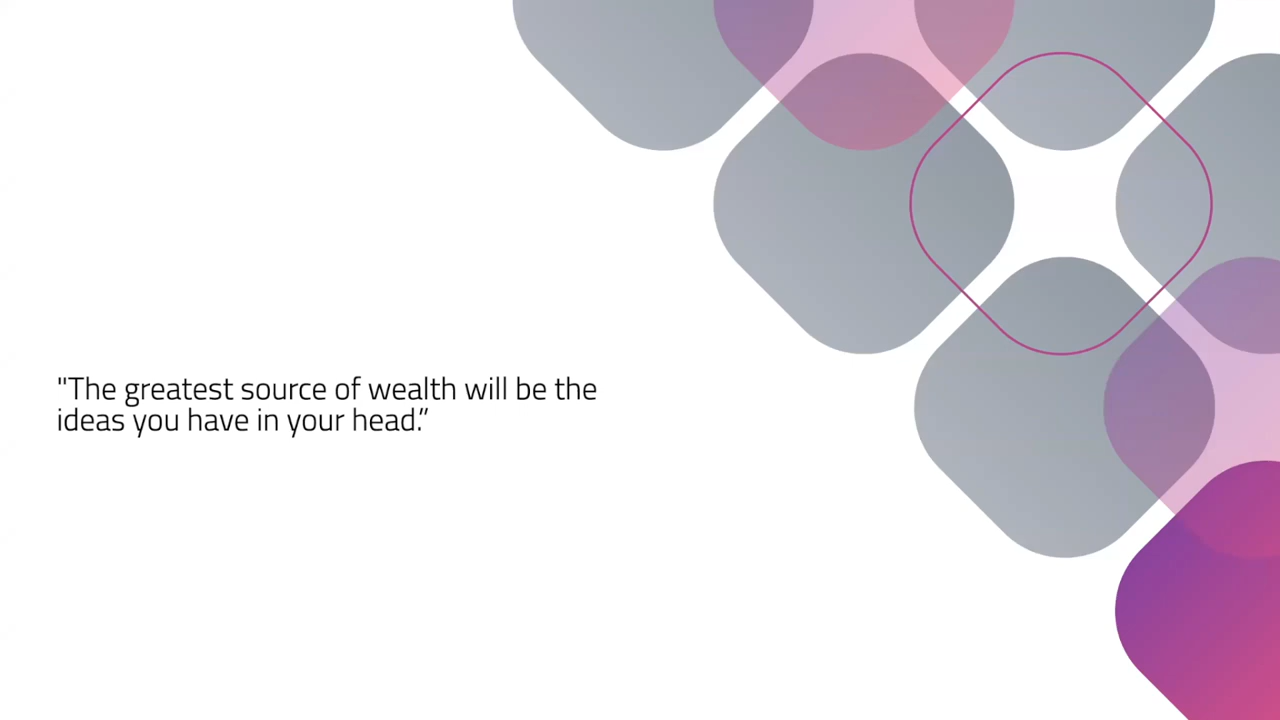 "The greatest source of wealth will be the
ideas you have in your head.”